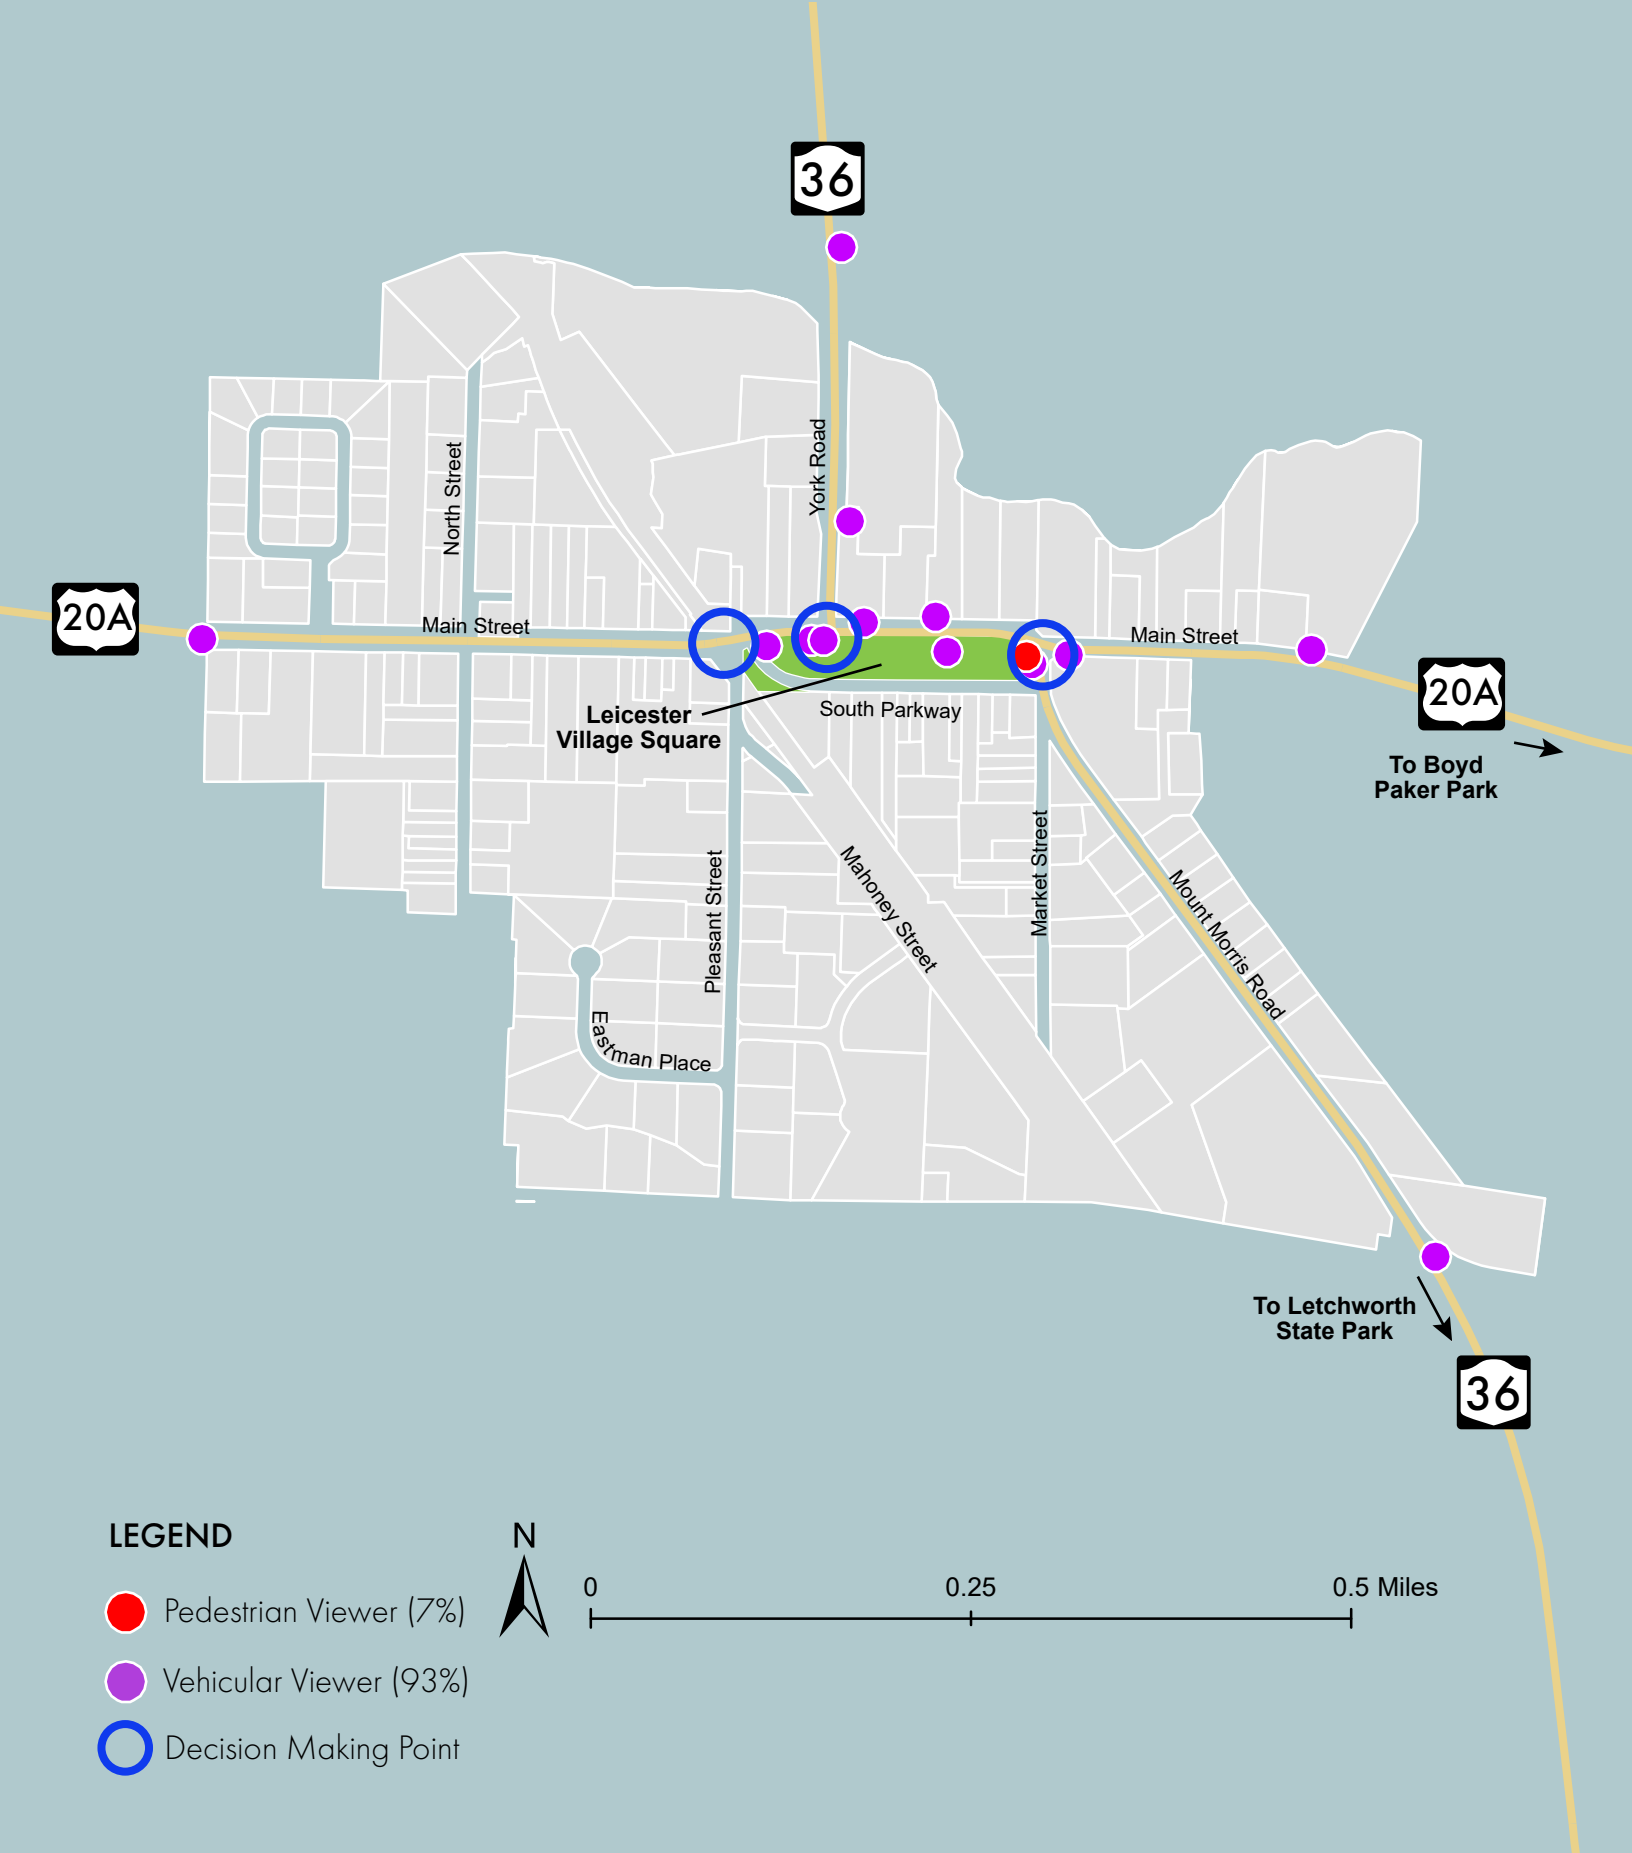 36
York Road
North Street
20A
Main Street
Main Street
20A
Leicester
Village Square
South Parkway
To Boyd
Paker Park
Pleasant Street
Mahoney Street
Market Street
Mount Morris Road
Eastman Place
To Letchworth
State Park
36
LEGEND
Pedestrian Viewer (7%)
Vehicular Viewer (93%)
Decision Making Point
N
0
0.25
0.5 Miles